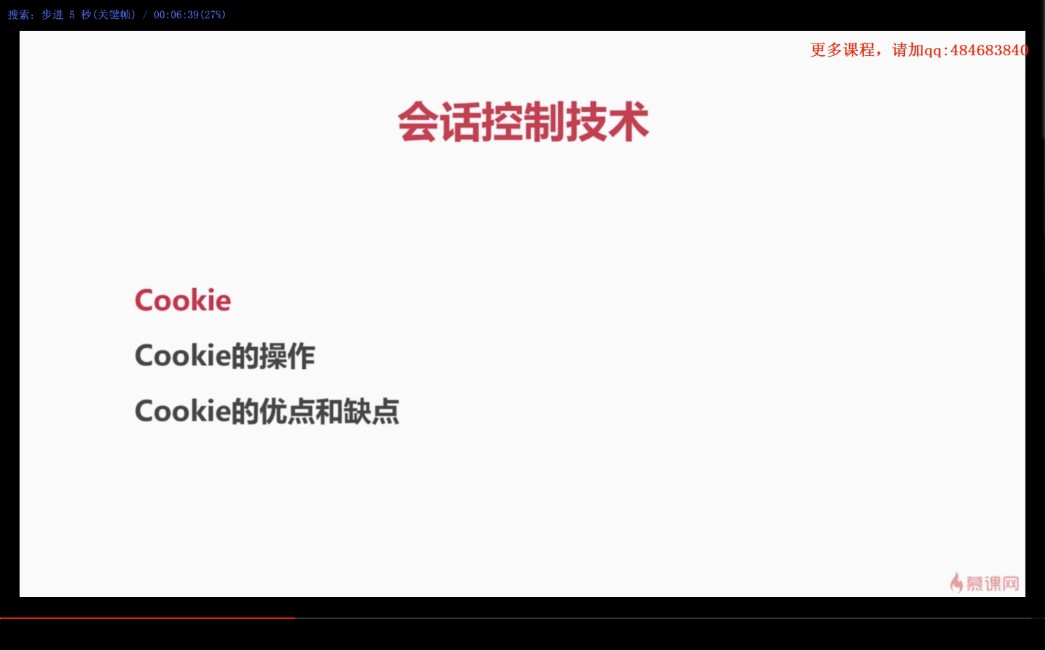 搜索: 步进 5 秒(关键帧) / 00:06:39(27%)
更多课程，请加qq:484683840
会话控制技术
Cookie
Cookie的操作
Cookie的优点和缺点
慕课网